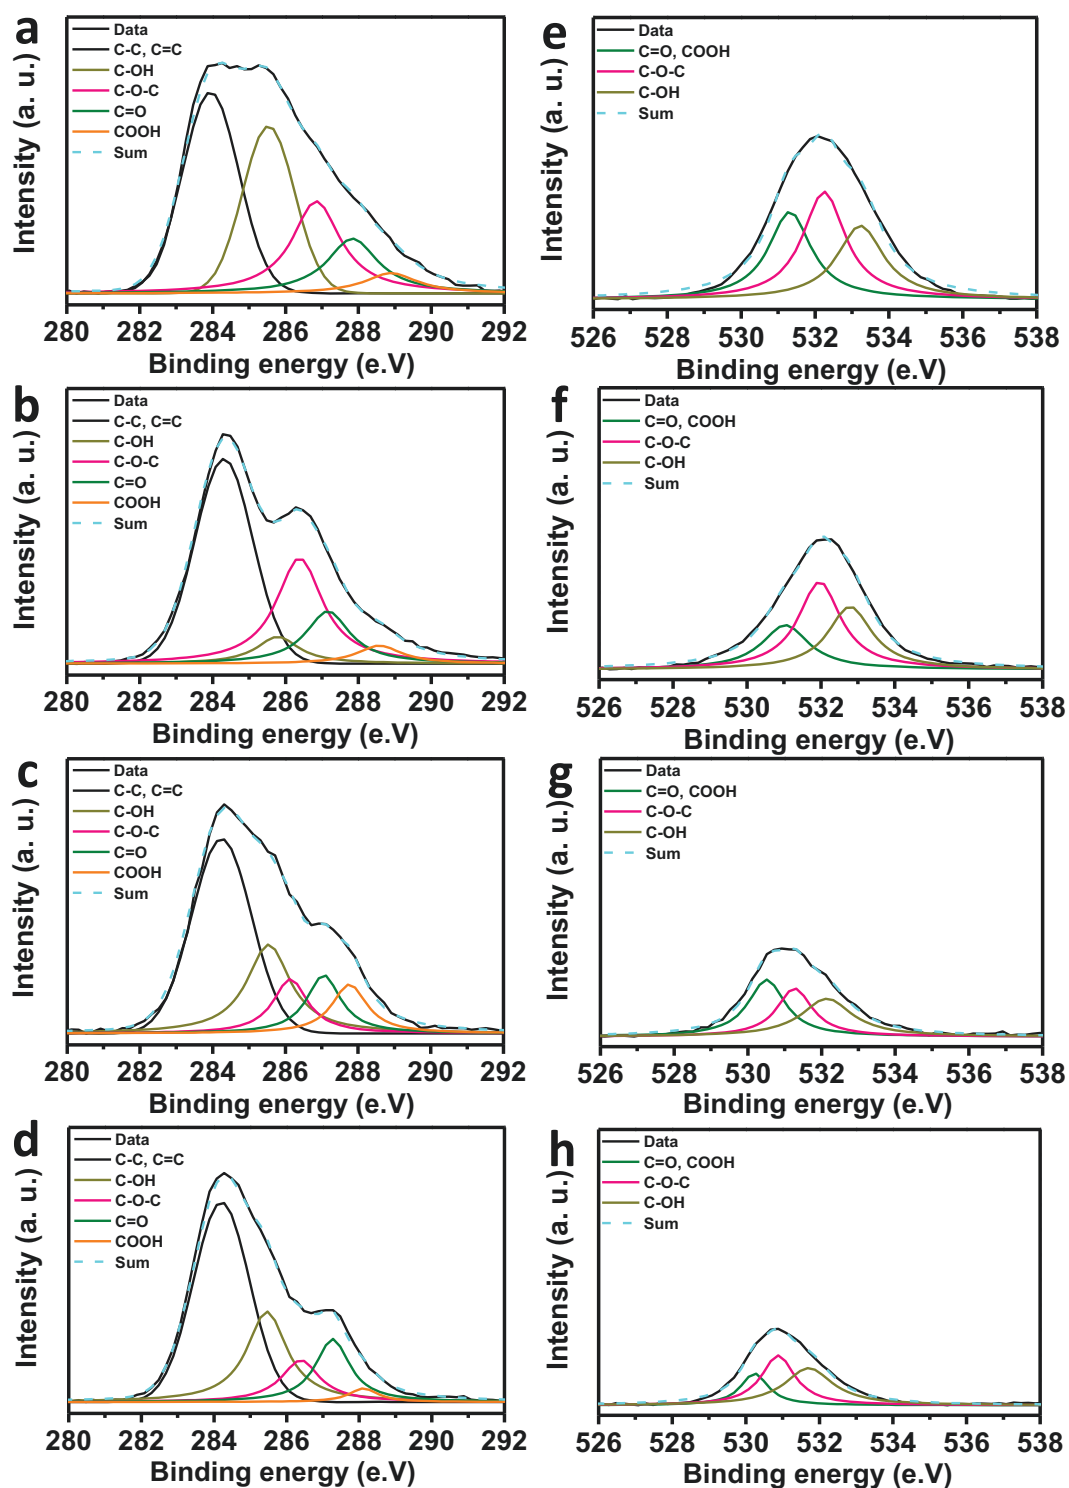 a
Data
C-C, C=C
C-OH
C-O-C
C=O
COOH
Sum
Intensity (a. u.)
280 282 284 286 288 290 292
Binding energy (e.V)
e
Data
C=O, COOH
C-O-C
C-OH
Sum
Intensity (a. u.)
526 528 530 532 534 536 538
Binding energy (e.V)
b
Data
C-C, C=C
C-OH
C-O-C
C=O
COOH
Sum
Intensity (a. u.)
280 282 284 286 288 290 292
Binding energy (e.V)
f
Data
C=O, COOH
C-O-C
C-OH
Sum
Intensity (a. u.)
526 528 530 532 534 536 538
Binding energy (e.V)
c
Data
C-C, C=C
C-OH
C-O-C
C=O
COOH
Sum
Intensity (a. u.)
280 282 284 286 288 290 292
Binding energy (e.V)
g
Data
C=O, COOH
C-O-C
C-OH
Sum
Intensity (a. u.)
526 528 530 532 534 536 538
Binding energy (e.V)
d
Data
C-C, C=C
C-OH
C-O-C
C=O
COOH
Sum
Intensity (a. u.)
280 282 284 286 288 290 292
Binding energy (e.V)
h
Data
C=O, COOH
C-O-C
C-OH
Sum
Intensity (a. u.)
526 528 530 532 534 536 538
Binding energy (e.V)